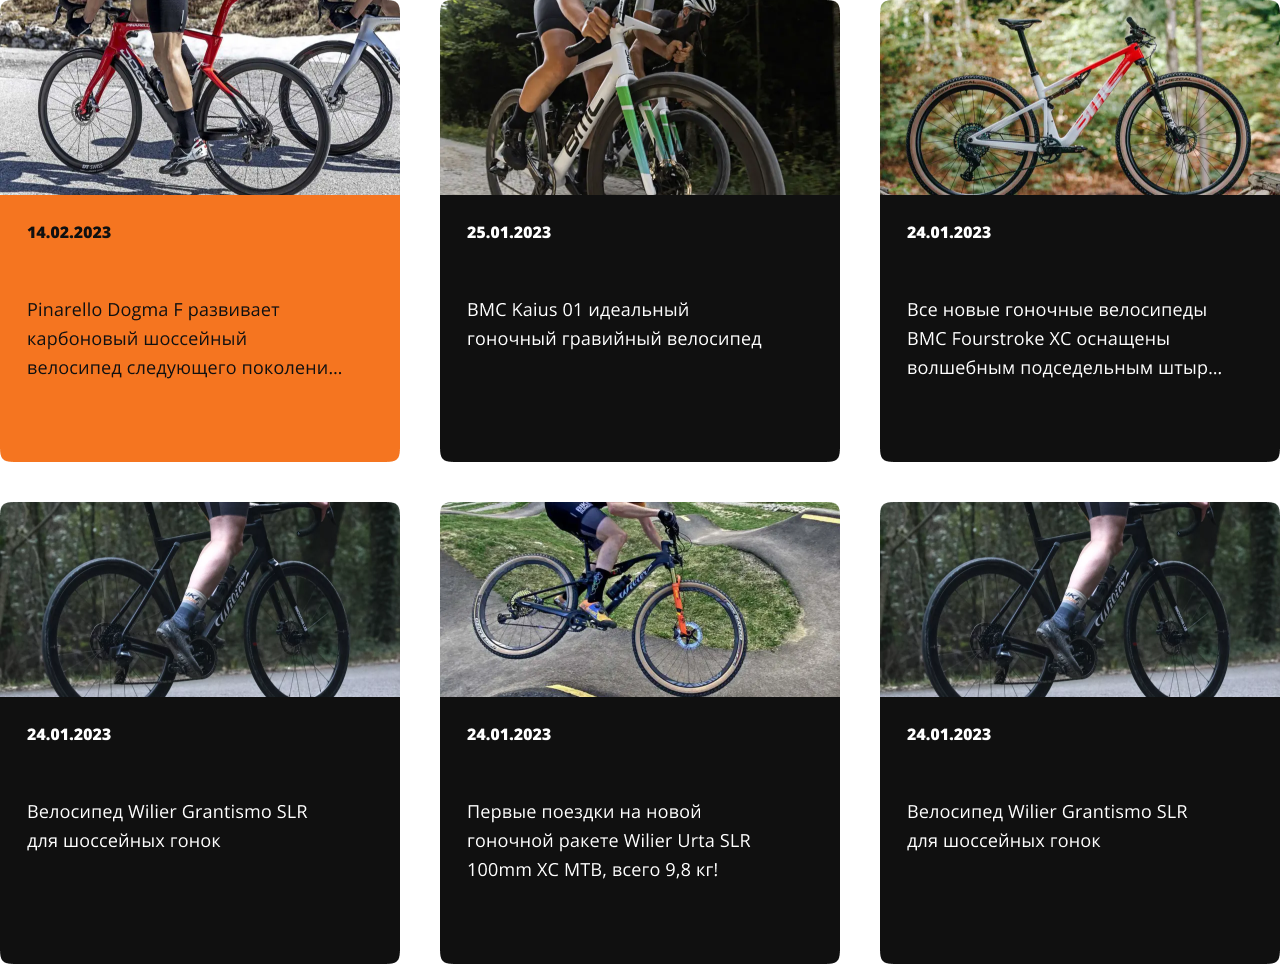 PINARELLO
DOGMA
BMC
14.02.2023
Pinarello Dogma F развивает
карбоновый шоссейный
велосипед следующего поколени...
25.01.2023
BMC Kaius 01 идеальный
гоночный гравийный велосипед
24.01.2023
Все новые гоночные велосипеды
BMC Fourstroke XC оснащены
волшебным подседельным штыр...
24.01.2023
Велосипед Wilier Grantismo SLR
для шоссейных гонок
24.01.2023
Первые поездки на новой
гоночной ракете Wilier Urta SLR
100mm XC MTB, всего 9,8 кг!
24.01.2023
Велосипед Wilier Grantismo SLR
для шоссейных гонок